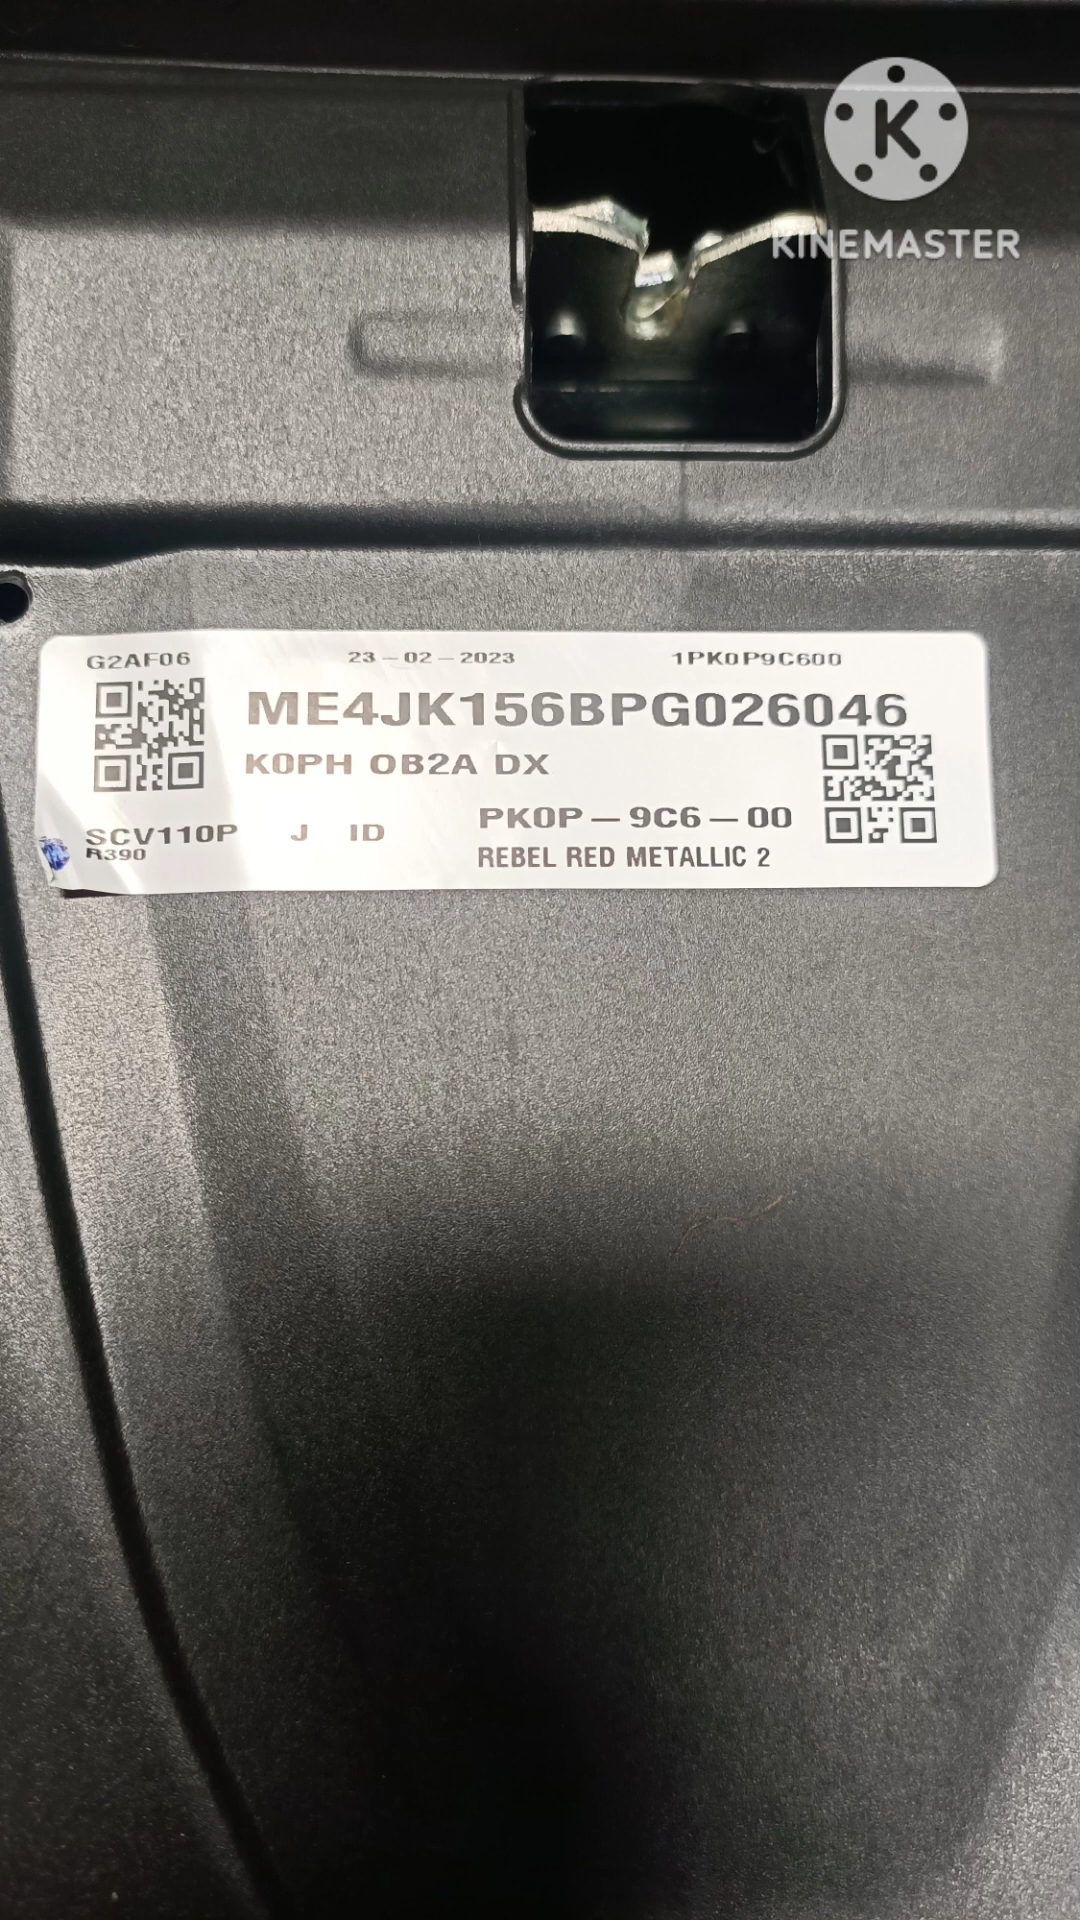 K
KINEMASTER
G2AF06 23-02-2023 1PK0P9C600
ME4JK156BPG026046
K0PH OB2A DX
SCV110P J ID PK0P-9C6-00
R390 REBEL RED METALLIC 2